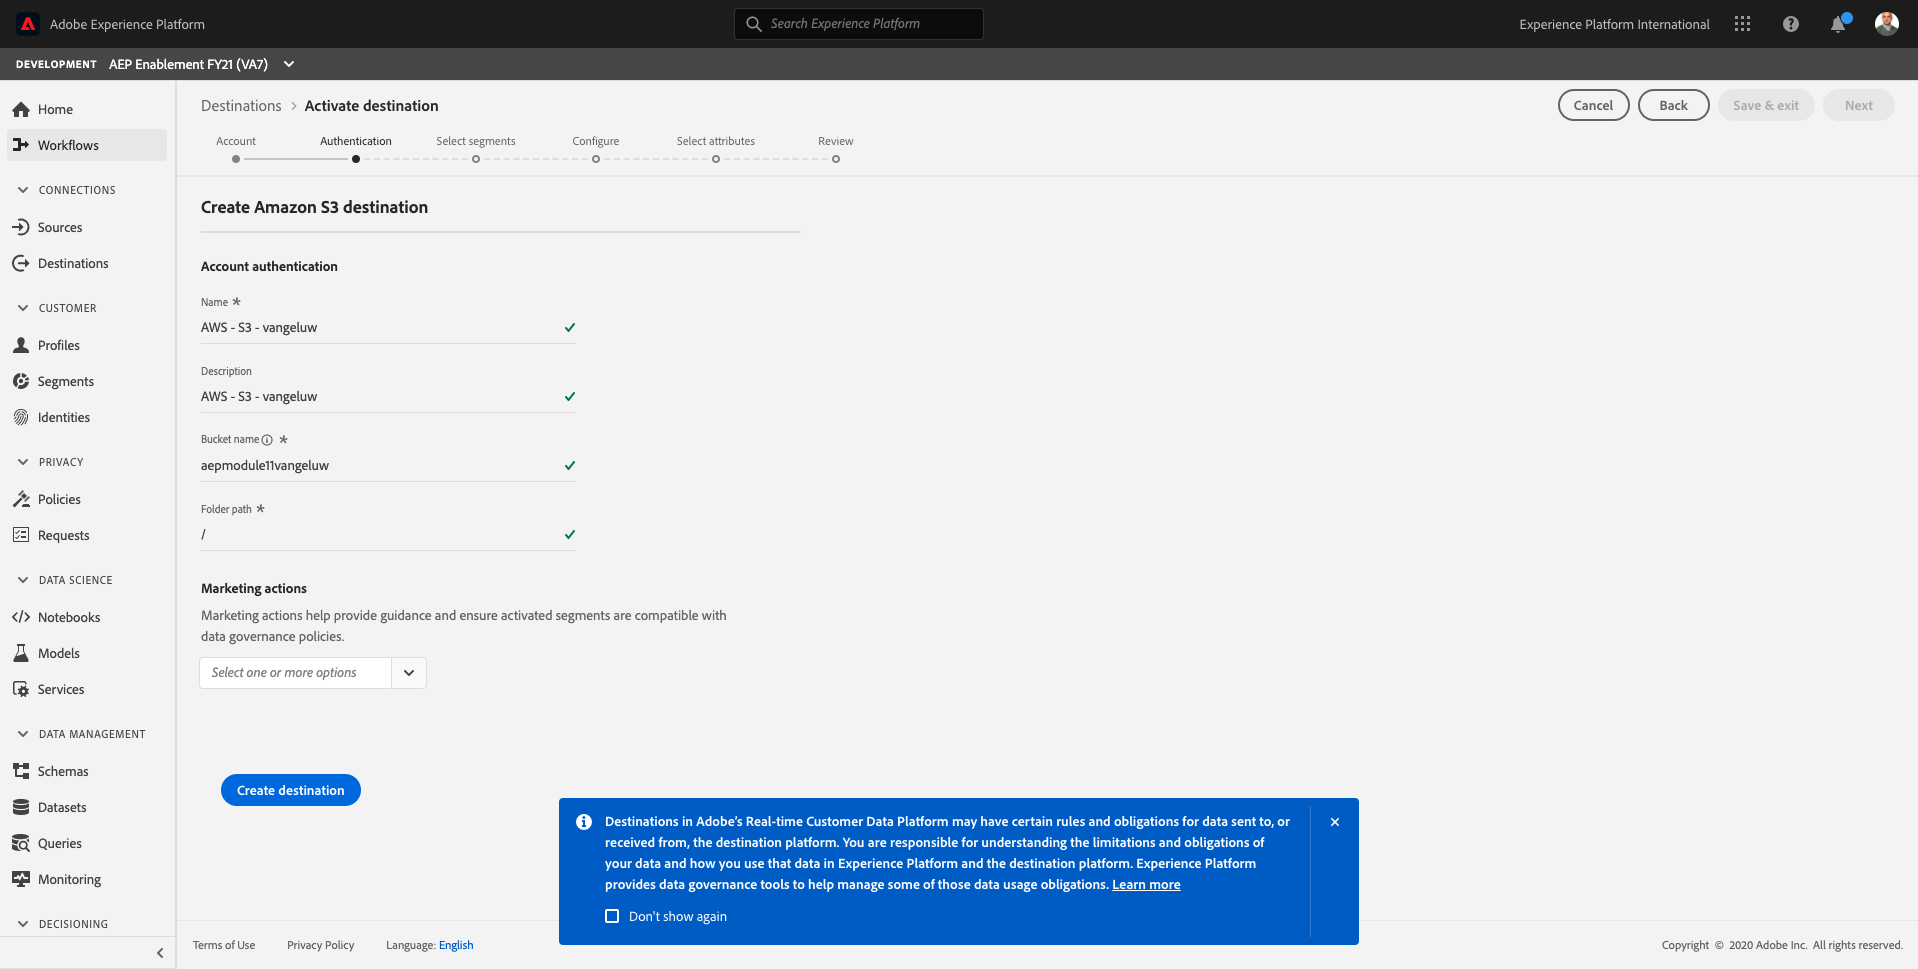 Adobe Experience Platform
Search Experience Platform
Experience Platform International
DEVELOPMENT AEP Enablement FY21 (VA7)
Home
Workflows
CONNECTIONS
Sources
Destinations
CUSTOMER
Profiles
Segments
Identities
PRIVACY
Policies
Requests
DATA SCIENCE
Notebooks
Models
Services
DATA MANAGEMENT
Schemas
Datasets
Queries
Monitoring
DECISIONING
Destinations > Activate destination
Cancel
Back
Save & exit
Next
Account
Authentication
Select segments
Configure
Select attributes
Review
Create Amazon S3 destination
Account authentication
Name *
AWS - S3 - vangeluw
Description
AWS - S3 - vangeluw
Bucket name *
aepmodule11vangeluw
Folder path *
/
Marketing actions
Marketing actions help provide guidance and ensure activated segments are compatible with
data governance policies.
Select one or more options
Create destination
Destinations in Adobe's Real-time Customer Data Platform may have certain rules and obligations for data sent to, or
received from, the destination platform. You are responsible for understanding the limitations and obligations of
your data and how you use that data in Experience Platform and the destination platform. Experience Platform
provides data governance tools to help manage some of those data usage obligations. Learn more
Don't show again
Terms of Use
Privacy Policy
Language: English
Copyright © 2020 Adobe Inc. All rights reserved.